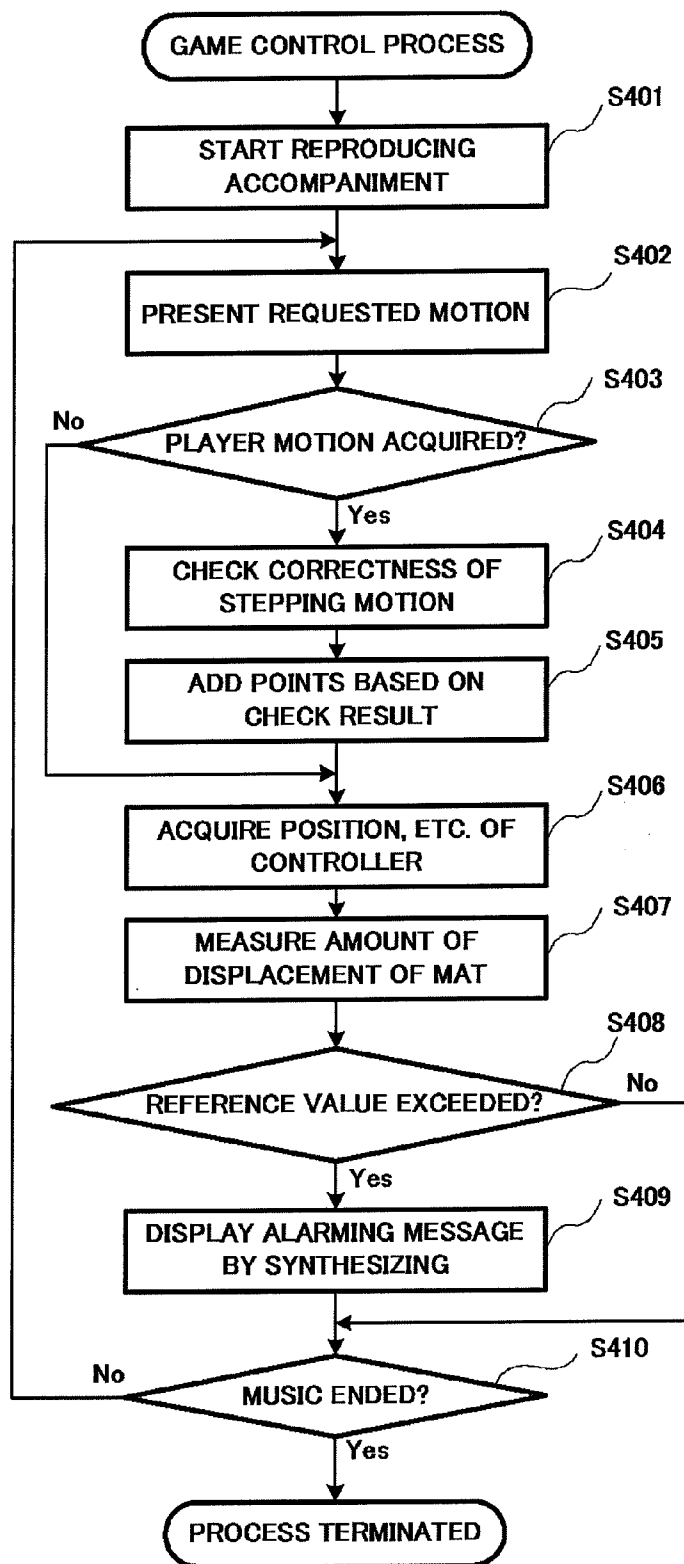 GAME CONTROL PROCESS
S401
START REPRODUCING
ACCOMPANIMENT
S402
PRESENT REQUESTED MOTION
S403
No
PLAYER MOTION ACQUIRED?
Yes
S404
CHECK CORRECTNESS OF
STEPPING MOTION
S405
ADD POINTS BASED ON
CHECK RESULT
S406
ACQUIRE POSITION, ETC. OF
CONTROLLER
S407
MEASURE AMOUNT OF
DISPLACEMENT OF MAT
S408
No
REFERENCE VALUE EXCEEDED?
Yes
S409
DISPLAY ALARMING MESSAGE
BY SYNTHESIZING
S410
No
MUSIC ENDED?
Yes
PROCESS TERMINATED